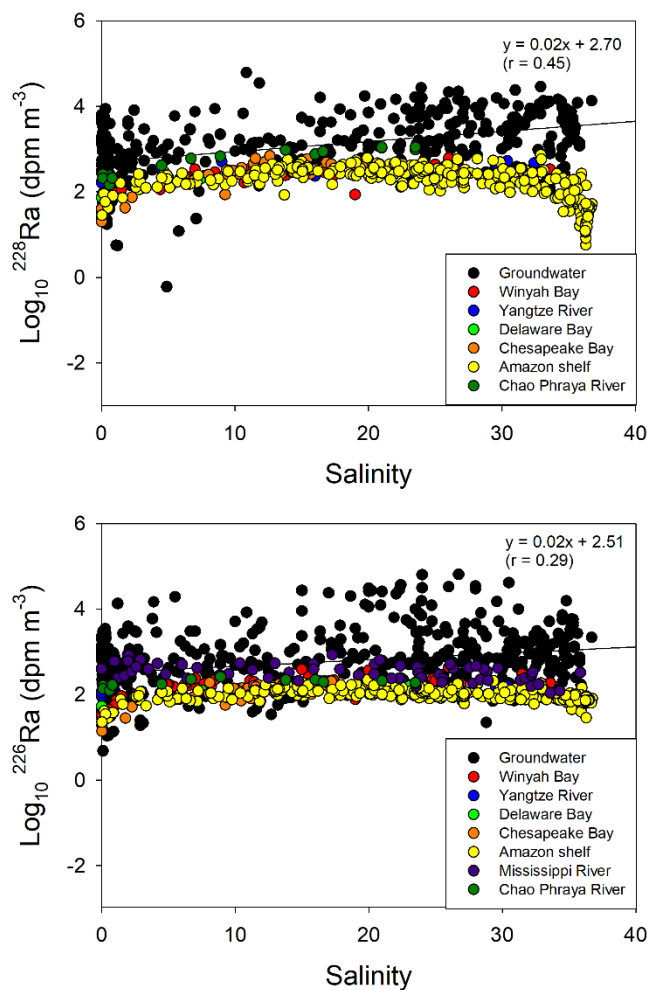 6
4
2
0
-2
Log₁₀ ²²⁸Ra (dpm m⁻³)
y = 0.02x + 2.70
(r = 0.45)
Groundwater
Winyah Bay
Yangtze River
Delaware Bay
Chesapeake Bay
Amazon shelf
Chao Phraya River
0 10 20 30 40
Salinity
6
4
2
0
-2
Log₁₀ ²²⁶Ra (dpm m⁻³)
y = 0.02x + 2.51
(r = 0.29)
Groundwater
Winyah Bay
Yangtze River
Delaware Bay
Chesapeake Bay
Amazon shelf
Mississippi River
Chao Phraya River
0 10 20 30 40
Salinity